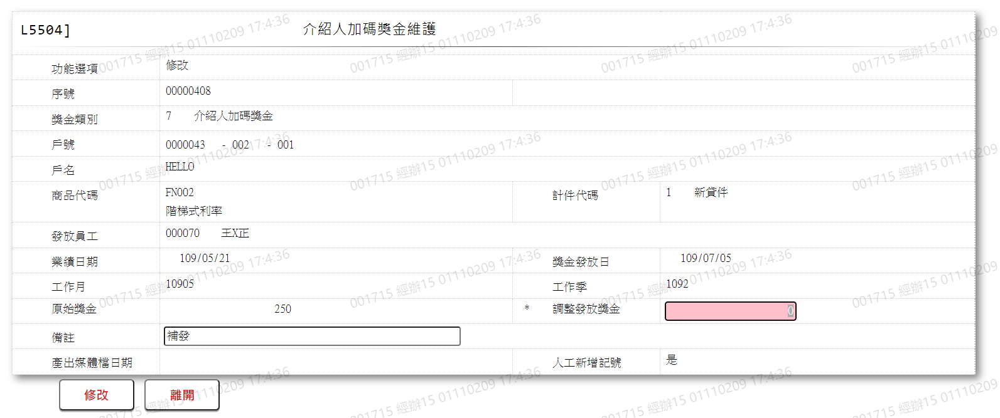 L5504]
介紹人加碼獎金維護
功能選項 修改
序號 00000408
獎金類別 7 介紹人加碼獎金
戶號 0000043 - 002 - 001
戶名 HELLO
商品代碼 FN002 計件代碼 1 新貸件
階梯式利率
發放員工 000070 王X正
業績日期 109/05/21 獎金發放日 109/07/05
工作月 10905 工作季 1092
原始獎金 250 * 調整發放獎金 0
備註 補發
產出媒體檔日期 人工新增記號 是
修改 離開
001715 經辦15 01110209 17:4:36